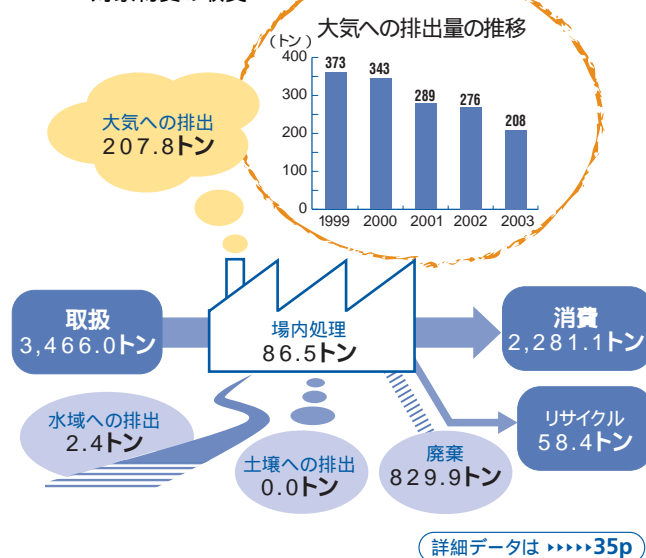 大気への排出量の推移
(トン)
400
300
200
100
0
373
343
289
276
208
1999 2000 2001 2002 2003
大気への排出
207.8トン
取扱
3,466.0トン
場内処理
86.5トン
消費
2,281.1トン
水域への排出
2.4トン
土壌への排出
0.0トン
廃棄
829.9トン
リサイクル
58.4トン
詳細データは 35p